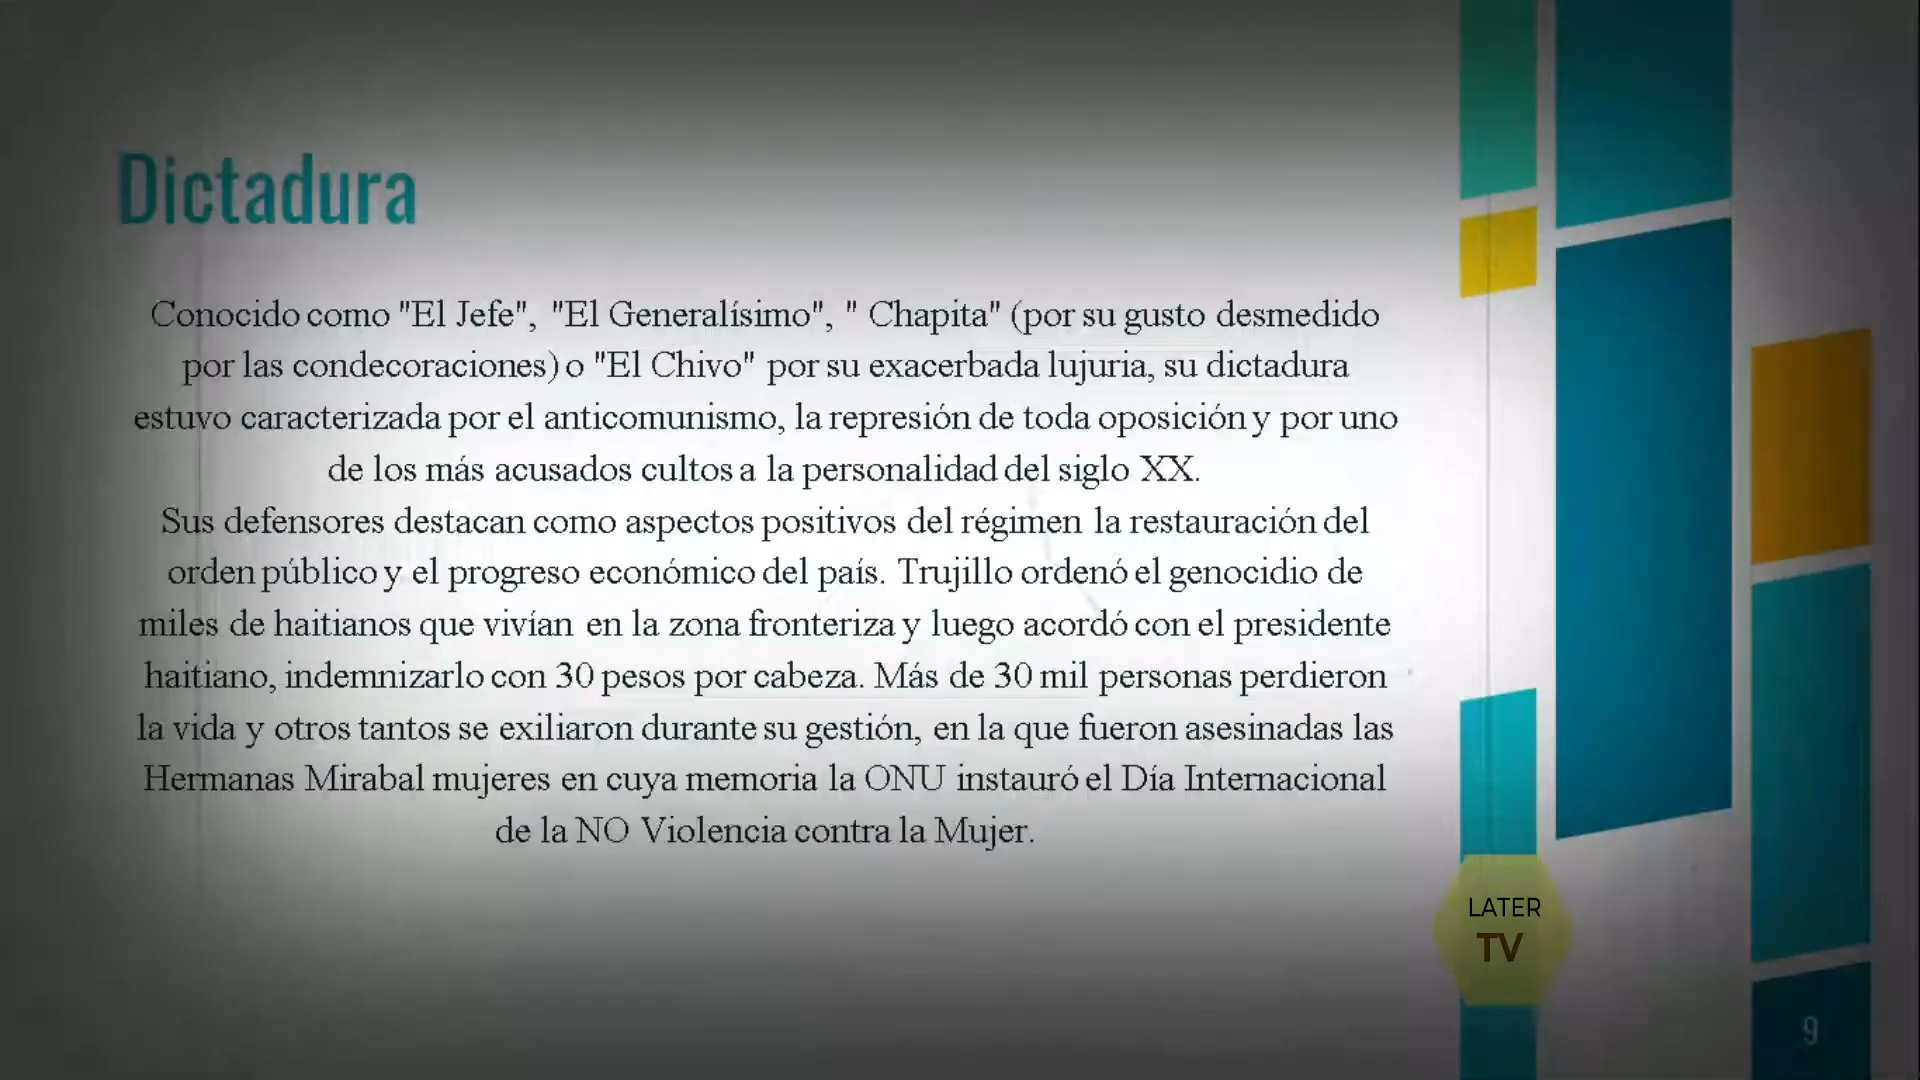 Dictadura
Conocido como "El Jefe", "El Generalísimo", " Chapita" (por su gusto desmedido
por las condecoraciones) o "El Chivo" por su exacerbada lujuria, su dictadura
estuvo caracterizada por el anticomunismo, la represión de toda oposición y por uno
de los más acusados cultos a la personalidad del siglo XX.
Sus defensores destacan como aspectos positivos del régimen la restauración del
orden público y el progreso económico del país. Trujillo ordenó el genocidio de
miles de haitianos que vivían en la zona fronteriza y luego acordó con el presidente
haitiano, indemnizarlo con 30 pesos por cabeza. Más de 30 mil personas perdieron
la vida y otros tantos se exiliaron durante su gestión, en la que fueron asesinadas las
Hermanas Mirabal mujeres en cuya memoria la ONU instauró el Día Internacional
de la NO Violencia contra la Mujer.
LATER
TV
9